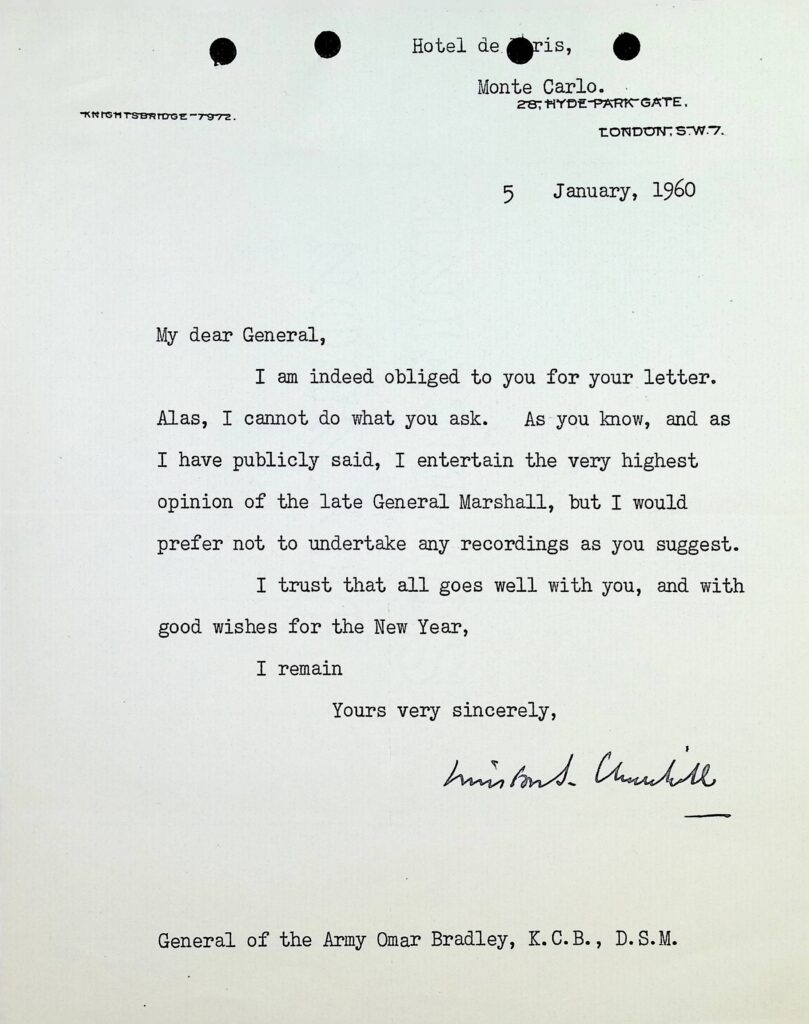 Hotel de Paris,
Monte Carlo.
28, HYDE PARK GATE,
KNIGHTSBRIDGE 7972.
LONDON. S.W.7.
5 January, 1960
My dear General,
I am indeed obliged to you for your letter.
Alas, I cannot do what you ask. As you know, and as
I have publicly said, I entertain the very highest
opinion of the late General Marshall, but I would
prefer not to undertake any recordings as you suggest.
I trust that all goes well with you, and with
good wishes for the New Year,
I remain
Yours very sincerely,
Winston S. Churchill
General of the Army Omar Bradley, K.C.B., D.S.M.